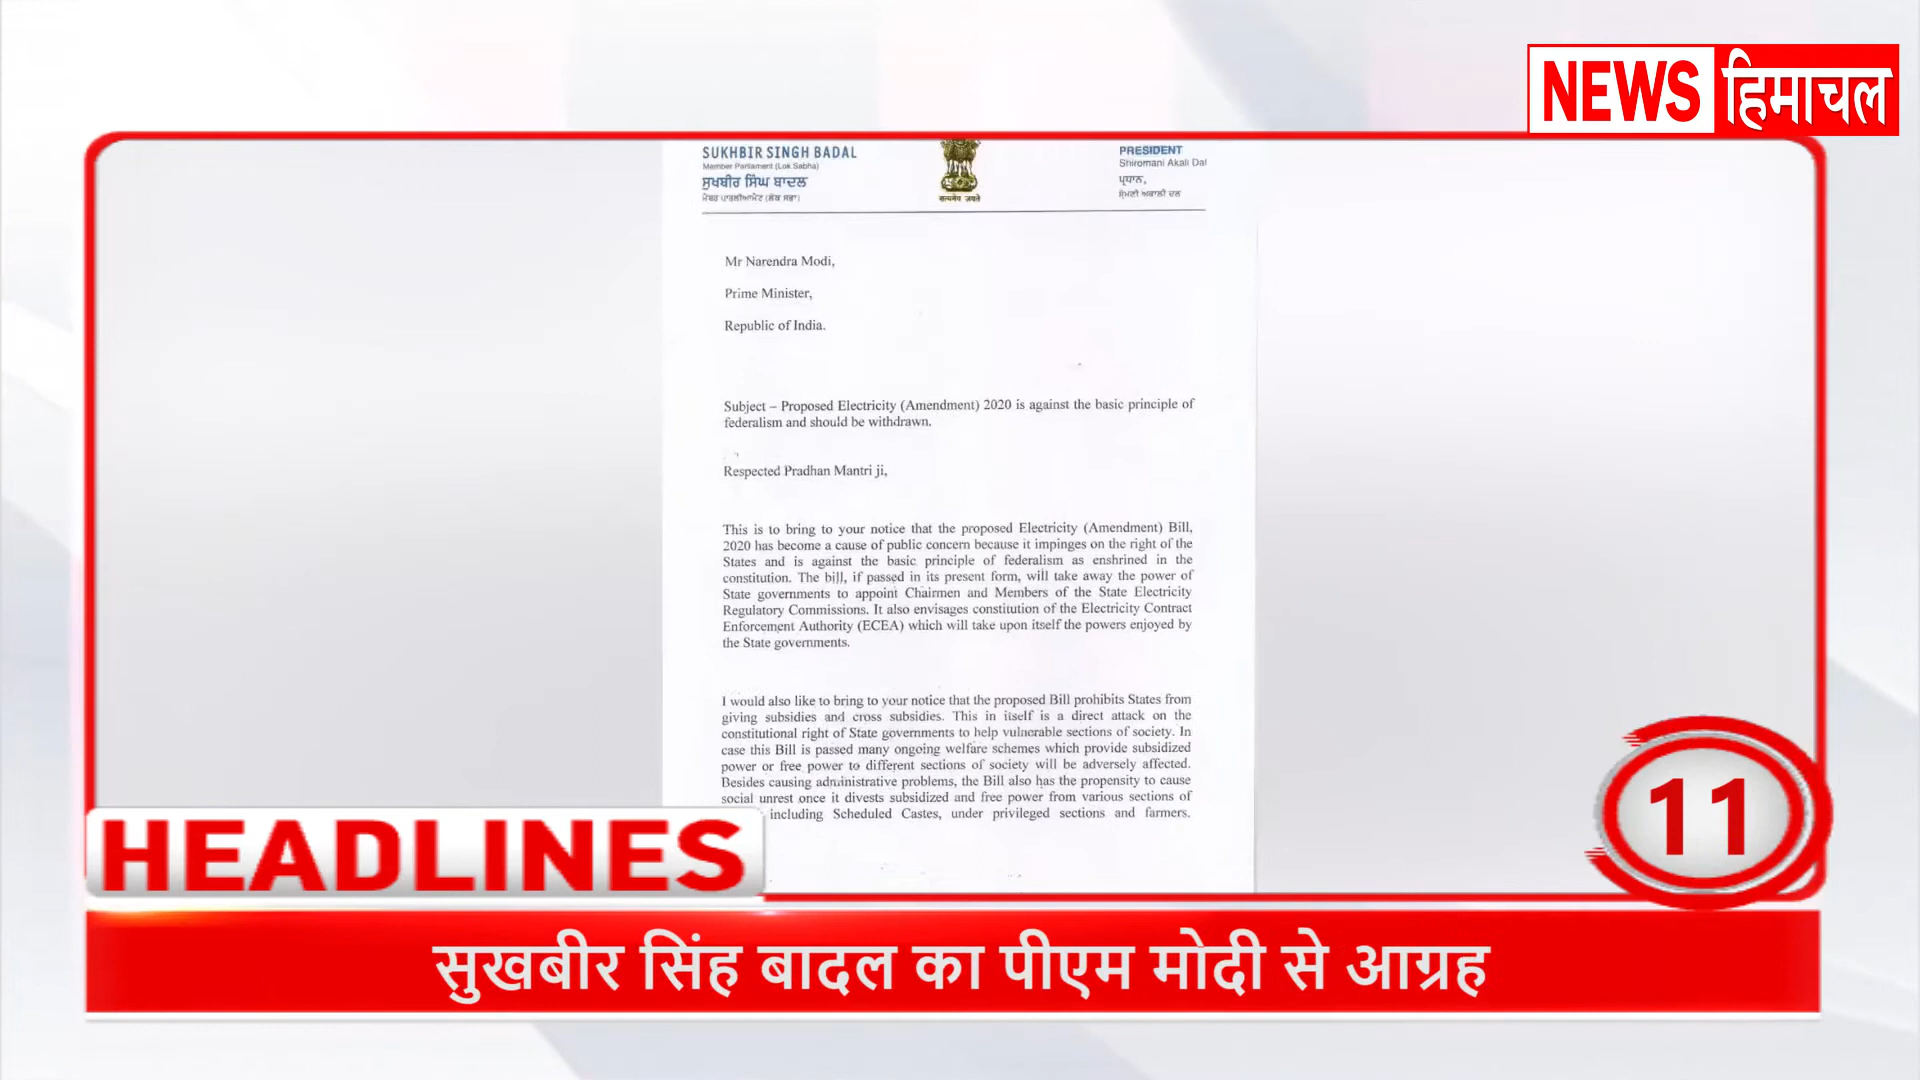 NEWS हिमाचल
SUKHBIR SINGH BADAL
Member Parliament (Lok Sabha)
ਸੁਖਬੀਰ ਸਿੰਘ ਬਾਦਲ
ਮੈਂਬਰ ਪਾਰਲੀਆਮੈਂਟ (ਲੋਕ ਸਭਾ)
सत्यमेव जयते
PRESIDENT
Shiromani Akali Dal
ਪ੍ਰਧਾਨ,
ਸ਼੍ਰੋਮਣੀ ਅਕਾਲੀ ਦਲ
Mr Narendra Modi,
Prime Minister,
Republic of India.
Subject – Proposed Electricity (Amendment) 2020 is against the basic principle of
federalism and should be withdrawn.
Respected Pradhan Mantri ji,
This is to bring to your notice that the proposed Electricity (Amendment) Bill,
2020 has become a cause of public concern because it impinges on the right of the
States and is against the basic principle of federalism as enshrined in the
constitution. The bill, if passed in its present form, will take away the power of
State governments to appoint Chairmen and Members of the State Electricity
Regulatory Commissions. It also envisages constitution of the Electricity Contract
Enforcement Authority (ECEA) which will take upon itself the powers enjoyed by
the State governments.
I would also like to bring to your notice that the proposed Bill prohibits States from
giving subsidies and cross subsidies. This in itself is a direct attack on the
constitutional right of State governments to help vulnerable sections of society. In
case this Bill is passed many ongoing welfare schemes which provide subsidized
power or free power to different sections of society will be adversely affected.
Besides causing administrative problems, the Bill also has the propensity to cause
social unrest once it divests subsidized and free power from various sections of
including Scheduled Castes, under privileged sections and farmers.
HEADLINES
11
सुखबीर सिंह बादल का पीएम मोदी से आग्रह